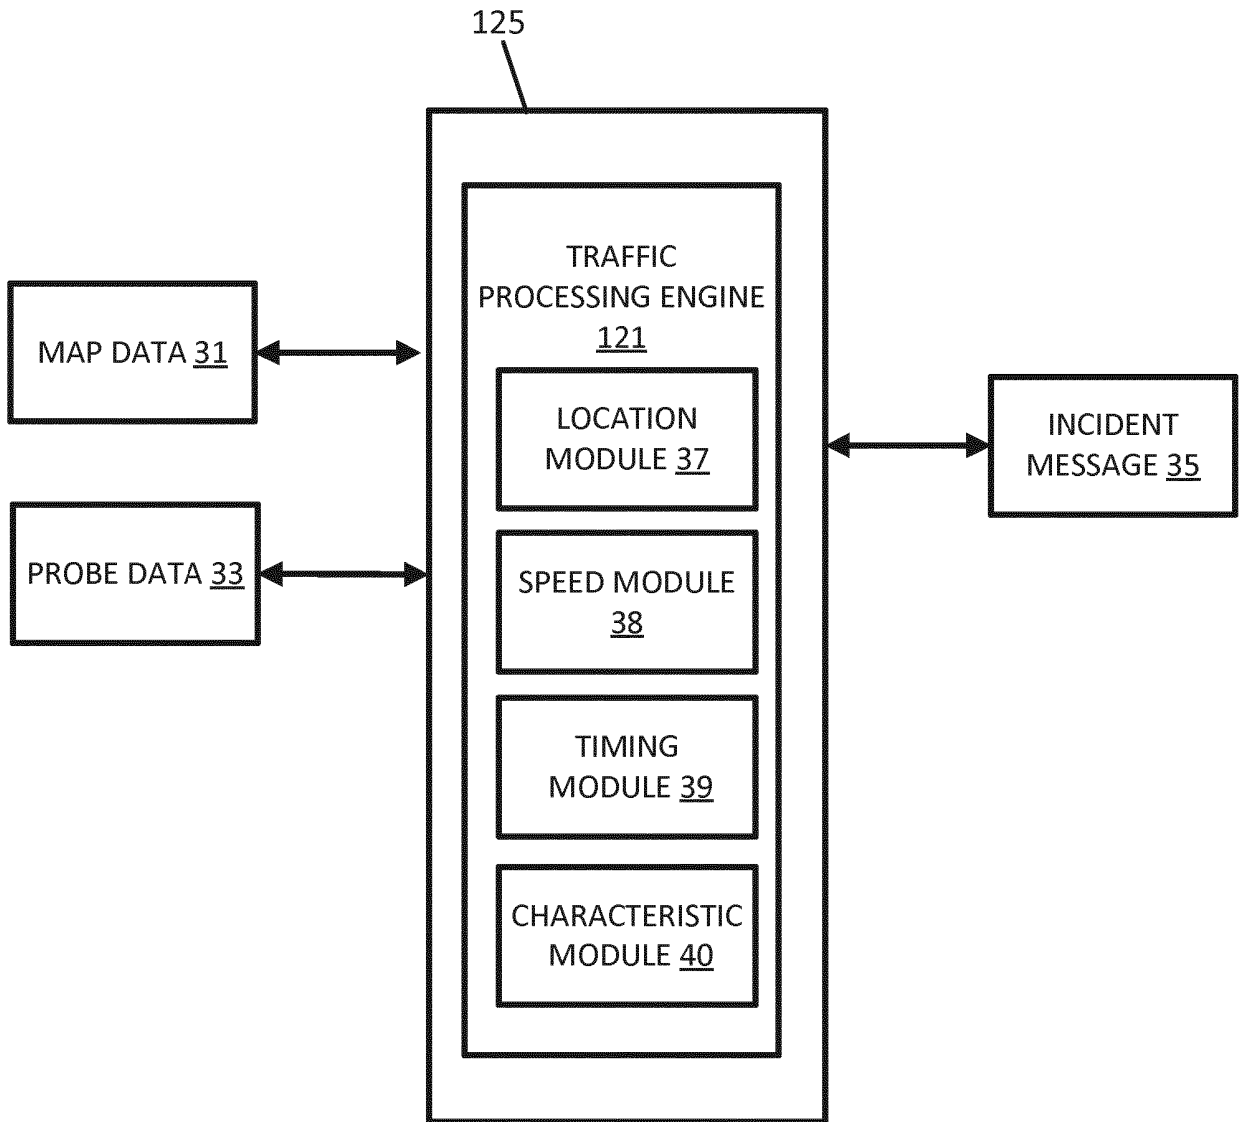 125
TRAFFIC
PROCESSING ENGINE
121
MAP DATA 31
PROBE DATA 33
LOCATION
MODULE 37
SPEED MODULE
38
TIMING
MODULE 39
CHARACTERISTIC
MODULE 40
INCIDENT
MESSAGE 35